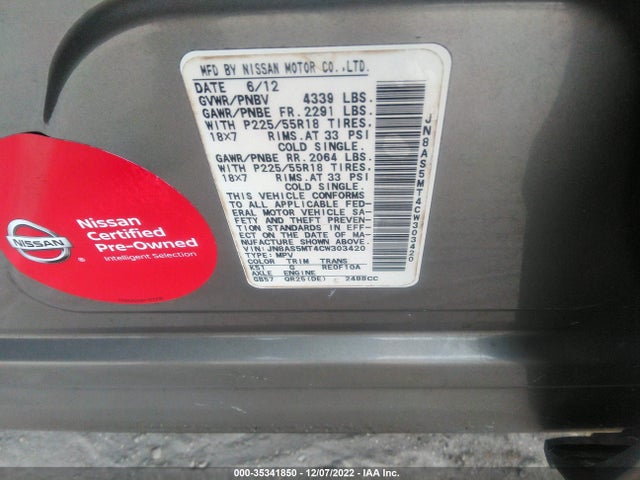 MFD BY NISSAN MOTOR CO.,LTD.
DATE 6/12
GVWR/PNBV 4339 LBS.
GAWR/PNBE FR. 2291 LBS.
WITH P225/55R18 TIRES.
18X7 RIMS.AT 33 PSI
COLD SINGLE.
GAWR/PNBE RR. 2064 LBS.
WITH P225/55R18 TIRES.
18X7 RIMS.AT 33 PSI
COLD SINGLE.
THIS VEHICLE CONFORMS
TO ALL APPLICABLE FED-
ERAL MOTOR VEHICLE SAF-
ETY AND THEFT PREVEN-
TION STANDARDS IN EFF-
ECT ON THE DATE OF MA-
NUFACTURE SHOWN ABOVE.
VIN:JN8AS5MT4CW303420
TYPE: MPV
COLOR TRIM TRANS
K51 G RE0F10A
AXLE ENGINE
GB57 QR25(DE) 2488CC
JN8AS5MT4CW303420
NISSAN
®
Nissan
Certified
Pre-Owned
Intelligent Selection
000-35341850 - 12/07/2022 - IAA Inc.